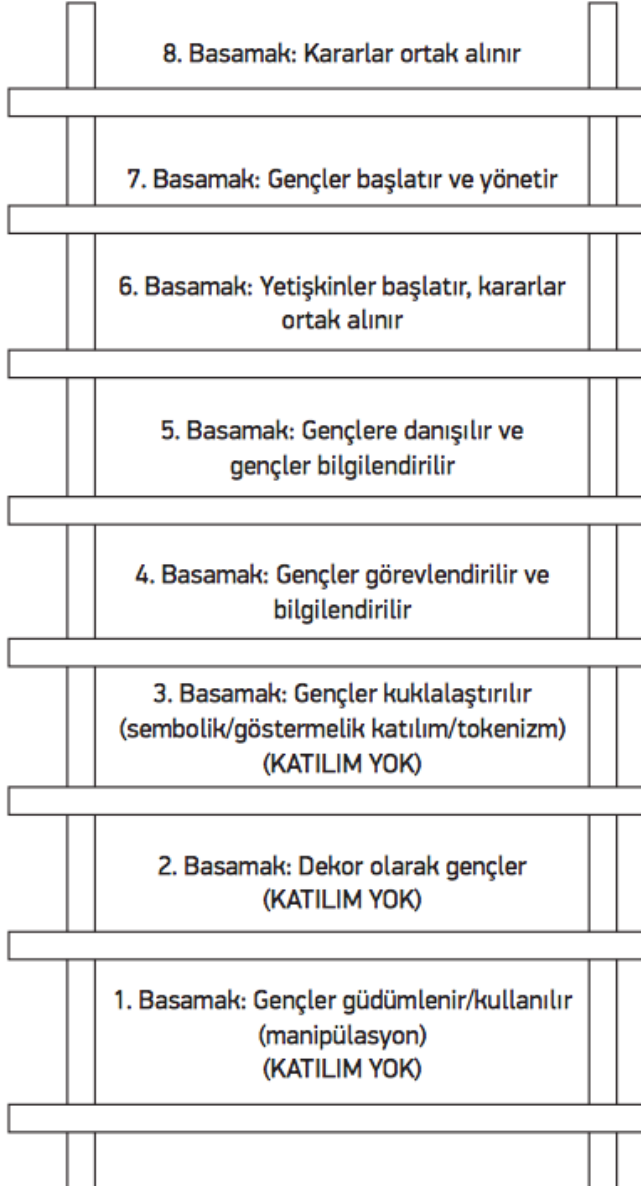 8. Basamak: Kararlar ortak alınır
7. Basamak: Gençler başlatır ve yönetir
6. Basamak: Yetişkinler başlatır, kararlar
ortak alınır
5. Basamak: Gençlere danışılır ve
gençler bilgilendirilir
4. Basamak: Gençler görevlendirilir ve
bilgilendirilir
3. Basamak: Gençler kuklalaştırılır
(sembolik/göstermelik katılım/tokenizm)
(KATILIM YOK)
2. Basamak: Dekor olarak gençler
(KATILIM YOK)
1. Basamak: Gençler güdümlenir/kullanılır
(manipülasyon)
(KATILIM YOK)